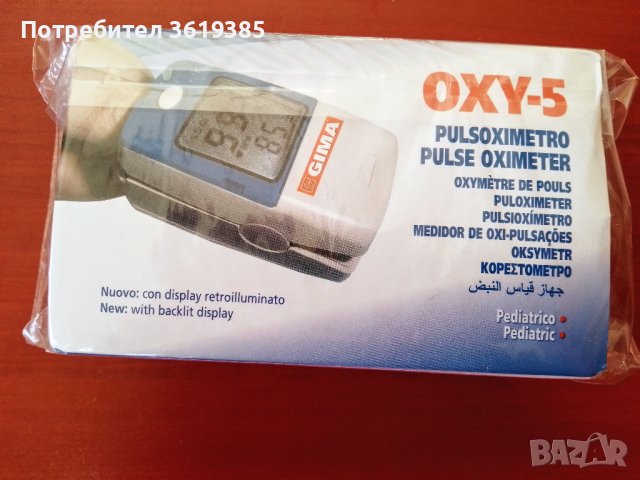 Потребител 3619385
OXY-5
PULSOXIMETRO
PULSE OXIMETER
OXYMÈTRE DE POULS
PULOXIMETER
PULSIOXÍMETRO
MEDIDOR DE OXI-PULSAÇÕES
OKSYMETR
ΚΟΡΕΣΤΟΜΕΤΡΟ
جهاز قياس النبض
GIMA
Nuovo: con display retroilluminato
New: with backlit display
Pediatrico •
Pediatric •
BAZAR